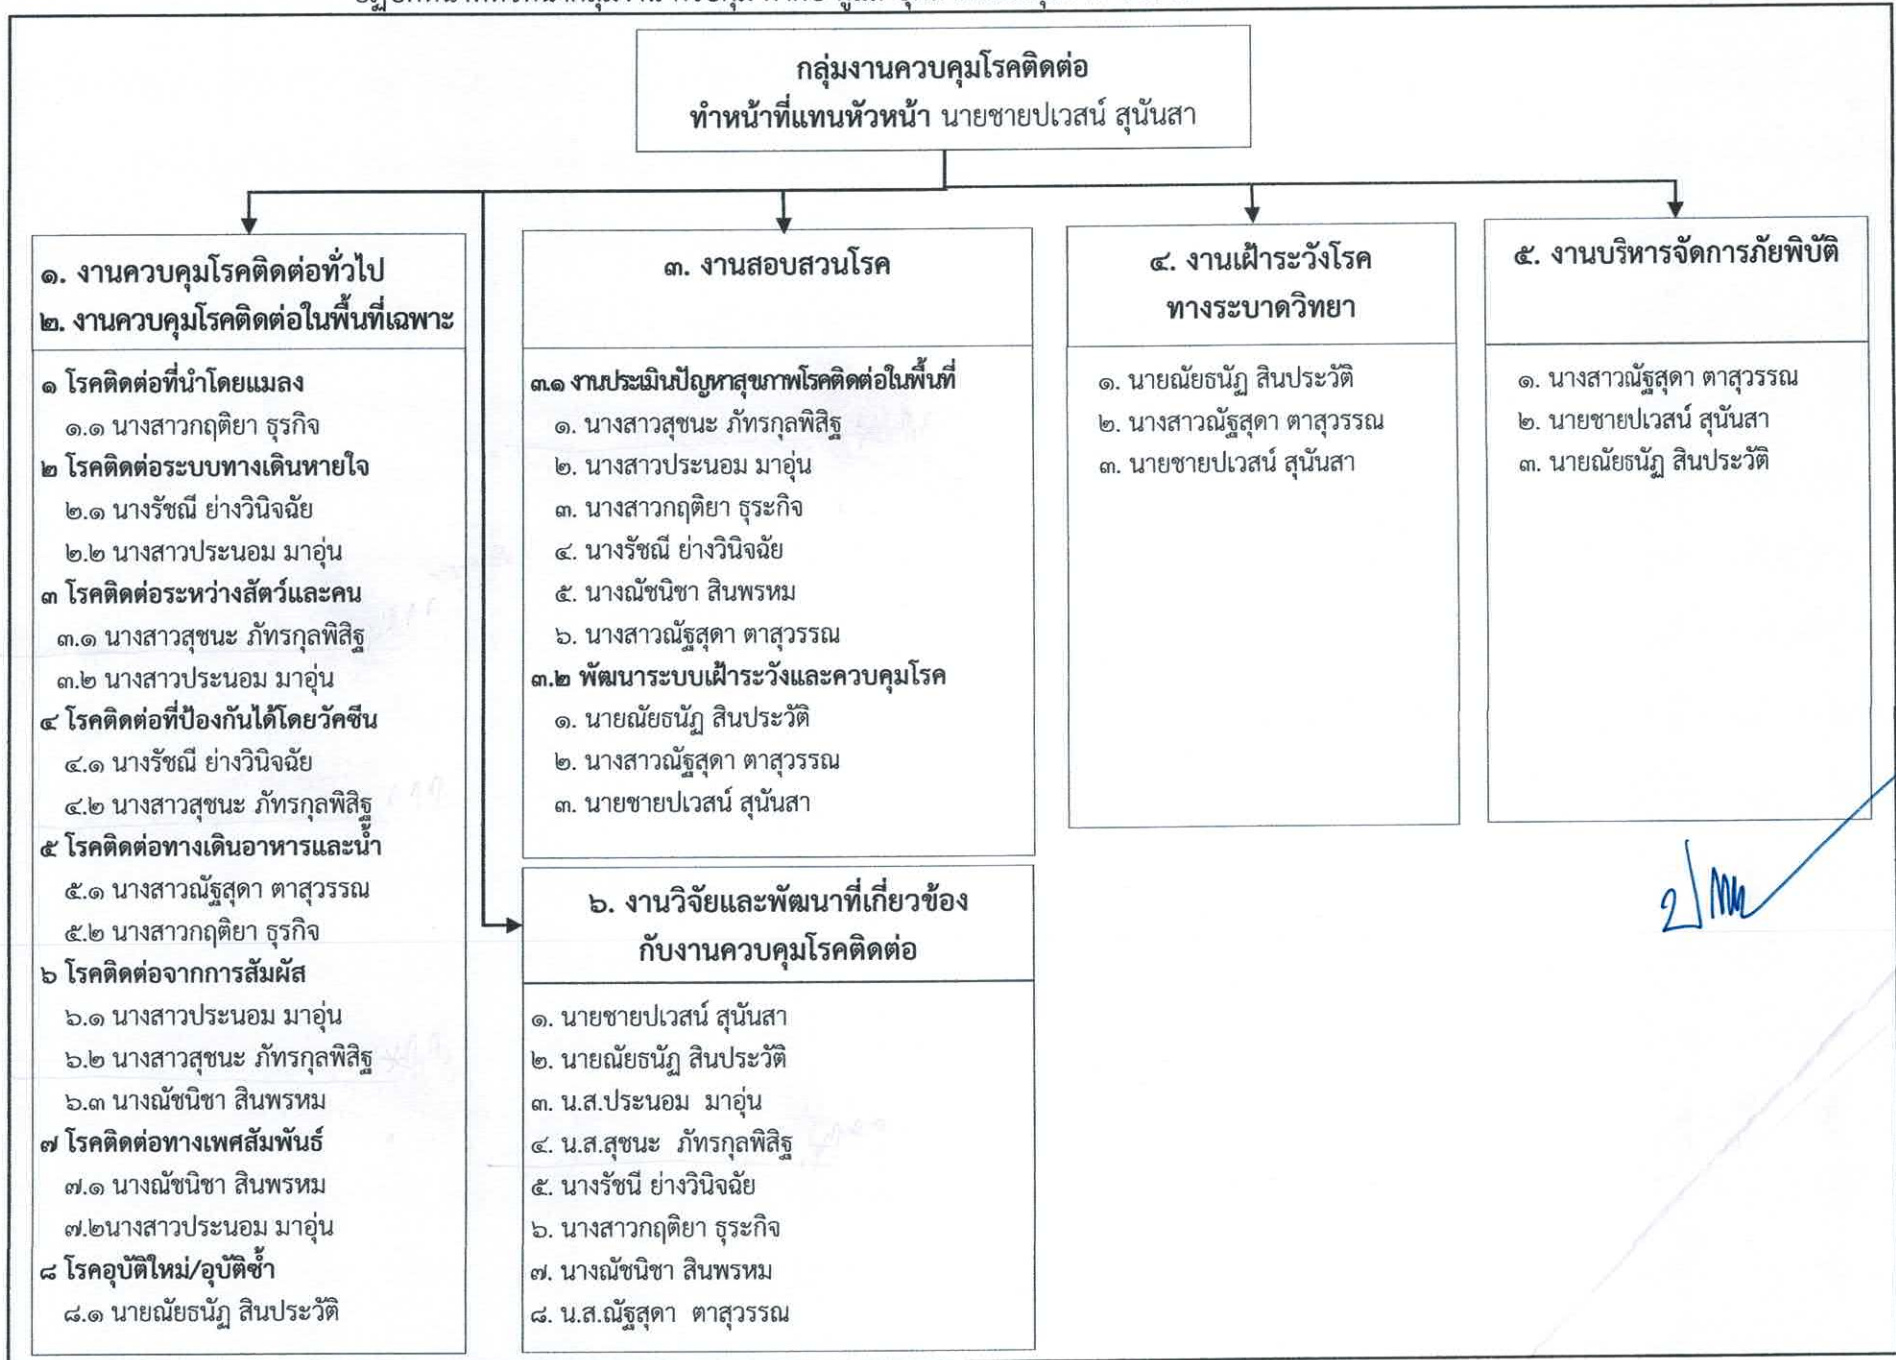 กลุ่มงานควบคุมโรคติดต่อ
ทำหน้าที่แทนหัวหน้า นายชายปเวสน์ สุนันสา
๑. งานควบคุมโรคติดต่อทั่วไป
๒. งานควบคุมโรคติดต่อในพื้นที่เฉพาะ
๑ โรคติดต่อที่นำโดยแมลง
๑.๑ นางสาวกฤติยา ธุรกิจ
๒ โรคติดต่อระบบทางเดินหายใจ
๒.๑ นางรัชณี ย่างวินิจฉัย
๒.๒ นางสาวประนอม มาอุ่น
๓ โรคติดต่อระหว่างสัตว์และคน
๓.๑ นางสาวสุชนะ ภัทรกุลพิสิฐ
๓.๒ นางสาวประนอม มาอุ่น
๔ โรคติดต่อที่ป้องกันได้โดยวัคซีน
๔.๑ นางรัชณี ย่างวินิจฉัย
๔.๒ นางสาวสุชนะ ภัทรกุลพิสิฐ
๕ โรคติดต่อทางเดินอาหารและน้ำ
๕.๑ นางสาวณัฐสุดา ตาสุวรรณ
๕.๒ นางสาวกฤติยา ธุรกิจ
๖ โรคติดต่อจากการสัมผัส
๖.๑ นางสาวประนอม มาอุ่น
๖.๒ นางสาวสุชนะ ภัทรกุลพิสิฐ
๖.๓ นางณัชนิชา สินพรหม
๗ โรคติดต่อทางเพศสัมพันธ์
๗.๑ นางณัชนิชา สินพรหม
๗.๒นางสาวประนอม มาอุ่น
๘ โรคอุบัติใหม่/อุบัติซ้ำ
๘.๑ นายณัยธนัฏ สินประวัติ
๓. งานสอบสวนโรค
๓.๑ งานประเมินปัญหาสุขภาพโรคติดต่อในพื้นที่
๑. นางสาวสุชนะ ภัทรกุลพิสิฐ
๒. นางสาวประนอม มาอุ่น
๓. นางสาวกฤติยา ธุระกิจ
๔. นางรัชณี ย่างวินิจฉัย
๕. นางณัชนิชา สินพรหม
๖. นางสาวณัฐสุดา ตาสุวรรณ
๓.๒ พัฒนาระบบเฝ้าระวังและควบคุมโรค
๑. นายณัยธนัฏ สินประวัติ
๒. นางสาวณัฐสุดา ตาสุวรรณ
๓. นายชายปเวสน์ สุนันสา
๖. งานวิจัยและพัฒนาที่เกี่ยวข้อง
กับงานควบคุมโรคติดต่อ
๑. นายชายปเวสน์ สุนันสา
๒. นายณัยธนัฏ สินประวัติ
๓. น.ส.ประนอม มาอุ่น
๔. น.ส.สุชนะ ภัทรกุลพิสิฐ
๕. นางรัชนี ย่างวินิจฉัย
๖. นางสาวกฤติยา ธุระกิจ
๗. นางณัชนิชา สินพรหม
๘. น.ส.ณัฐสุดา ตาสุวรรณ
๔. งานเฝ้าระวังโรค
ทางระบาดวิทยา
๑. นายณัยธนัฏ สินประวัติ
๒. นางสาวณัฐสุดา ตาสุวรรณ
๓. นายชายปเวสน์ สุนันสา
๕. งานบริหารจัดการภัยพิบัติ
๑. นางสาวณัฐสุดา ตาสุวรรณ
๒. นายชายปเวสน์ สุนันสา
๓. นายณัยธนัฏ สินประวัติ